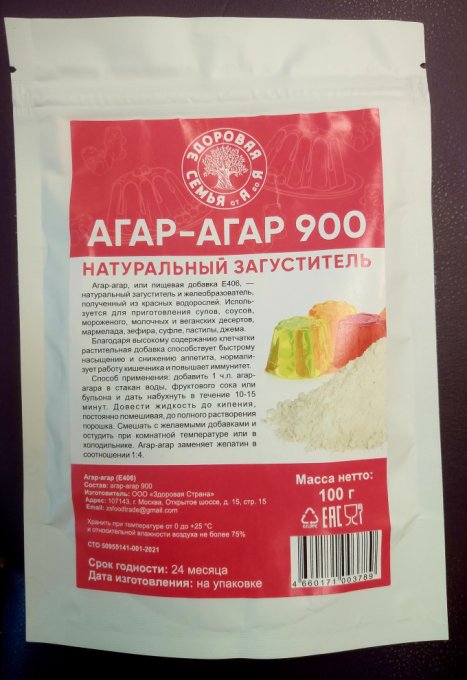 ЗДОРОВАЯ
СЕМЬЯ ОТ А ДО Я
АГАР-АГАР 900
НАТУРАЛЬНЫЙ ЗАГУСТИТЕЛЬ
Агар-агар, или пищевая добавка Е406, —
натуральный загуститель и желеобразователь,
полученный из красных водорослей. Исполь-
зуется для приготовления супов, соусов,
мороженого, молочных и веганских десертов,
мармелада, зефира, суфле, пастилы, джема.
Благодаря высокому содержанию клетчатки
растительная добавка способствует быстрому
насыщению и снижению аппетита, нормали-
зует работу кишечника и повышает иммунитет.
Способ применения: добавить 1 ч.л. агар-
агара в стакан воды, фруктового сока или
бульона и дать набухнуть в течение 10-15
минут. Довести жидкость до кипения,
постоянно помешивая, до полного растворения
порошка. Смешать с желаемыми добавками и
остудить при комнатной температуре или в
холодильнике. Агар-агар заменяет желатин в
соотношении 1:4.
Агар-агар (Е406)
Состав: агар-агар 900
Изготовитель: ООО «Здоровая Страна»
Адрес: 107143, г. Москва, Открытое шоссе, д. 15, стр. 15
Email: zsfoodtrade@gmail.com
Хранить при температуре от 0 до +25 °С
и относительной влажности воздуха не более 75%
СТО 50955141-001-2021
Срок годности: 24 месяца
Дата изготовления: на упаковке
Масса нетто:
100 г
EAC
4 660171 003789